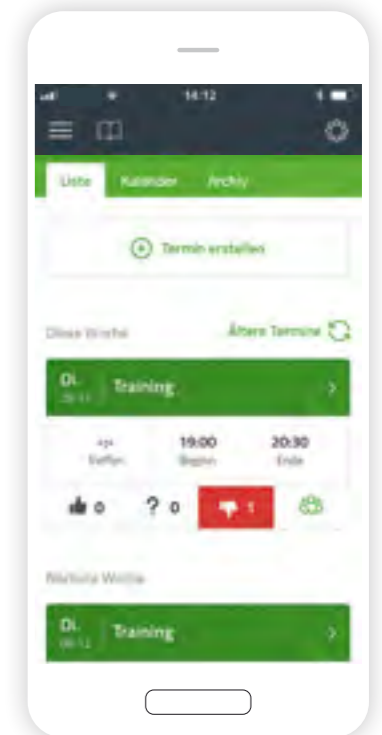 14:12
Liste Kalender Archiv
Termin erstellen
Diese Woche Ältere Termine
Di. Training
-:-
19:00 20:30
Treffen Beginn Ende
0 ? 0 1
Nächste Woche
Di. Training